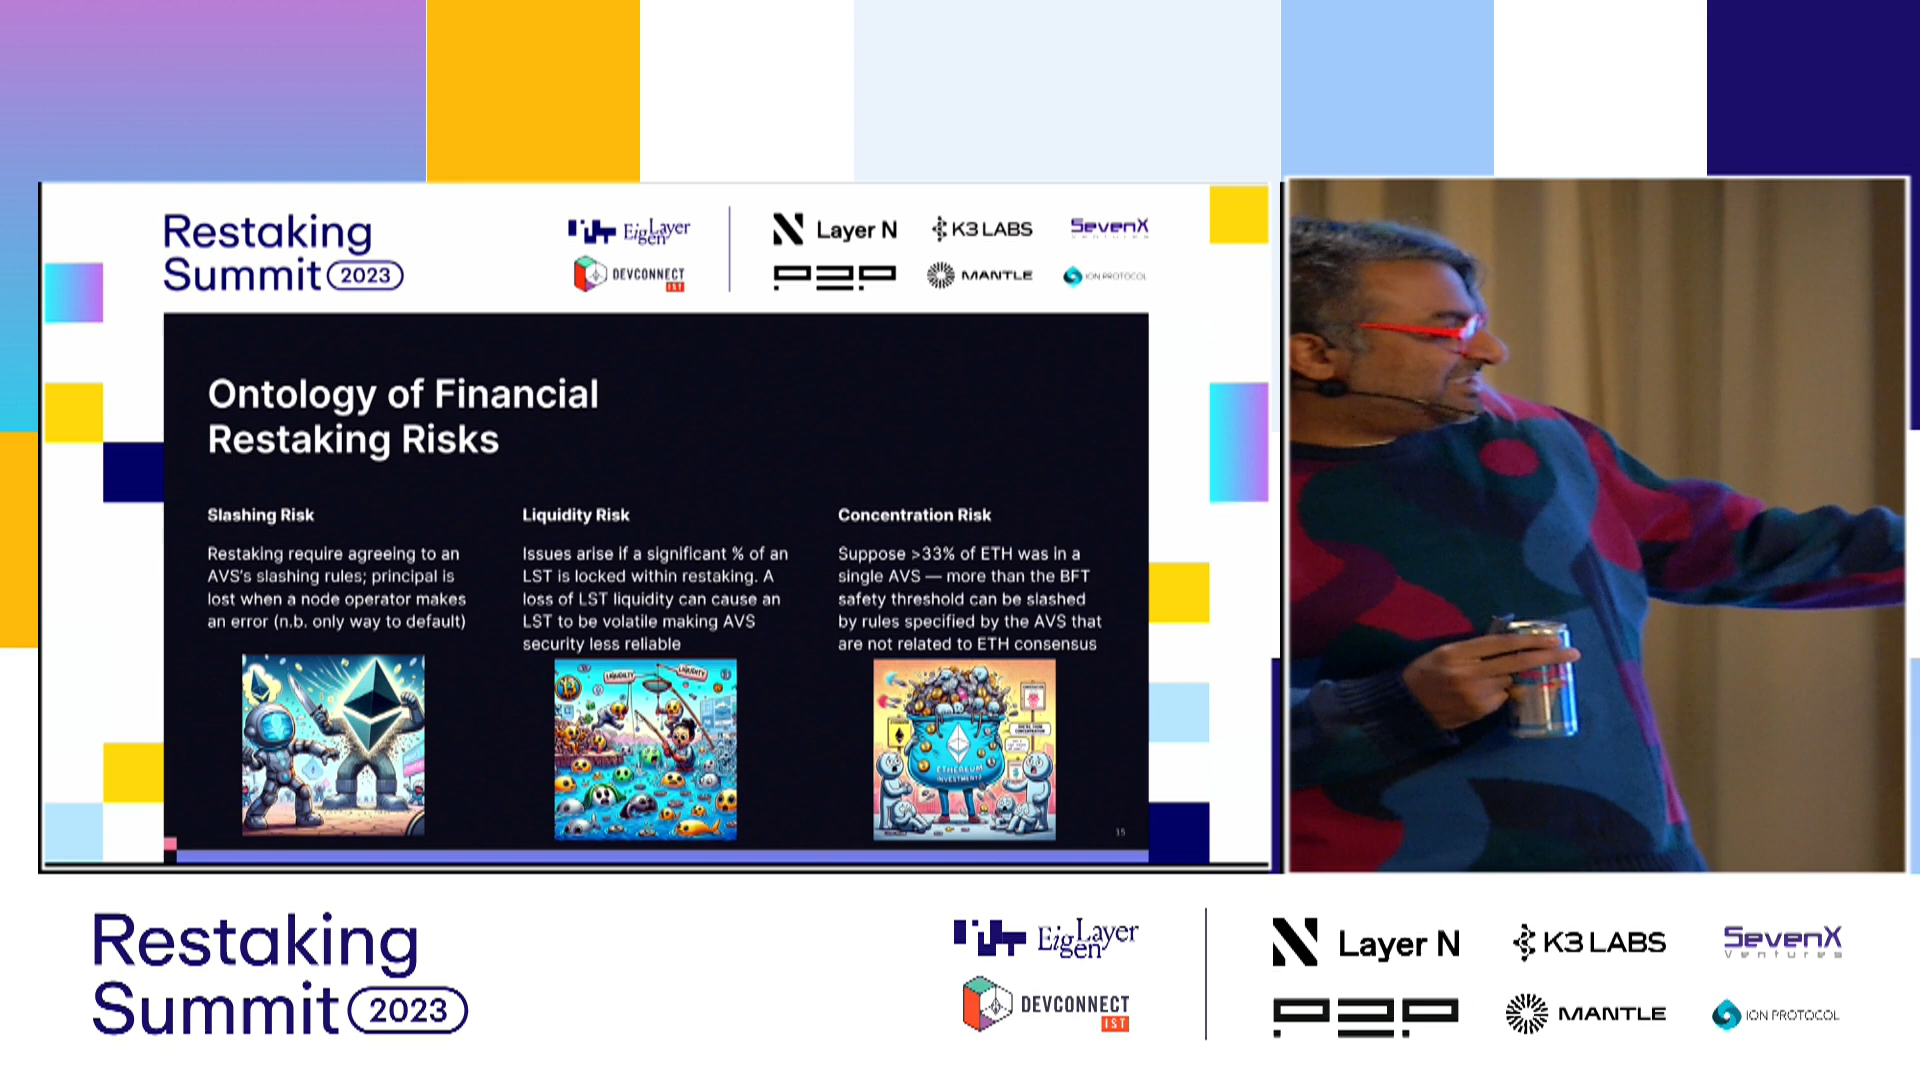 Restaking
Summit 2023
EigenLayer
DEVCONNECT
IST
Layer N
K3 LABS
SevenX
P2P
MANTLE
ION PROTOCOL
Ontology of Financial
Restaking Risks
Slashing Risk
Restaking require agreeing to an
AVS's slashing rules; principal is
lost when a node operator makes
an error (n.b. only way to default)
Liquidity Risk
Issues arise if a significant % of an
LST is locked within restaking. A
loss of LST liquidity can cause an
LST to be volatile making AVS
security less reliable
Concentration Risk
Suppose >33% of ETH was in a
single AVS — more than the BFT
safety threshold can be slashed
by rules specified by the AVS that
are not related to ETH consensus
LIQUIDITY
ETHEREUM
INVESTMENTS
15
Restaking
Summit 2023
EigenLayer
DEVCONNECT
IST
Layer N
K3 LABS
SevenX
Ventures
P2P
MANTLE
ION PROTOCOL